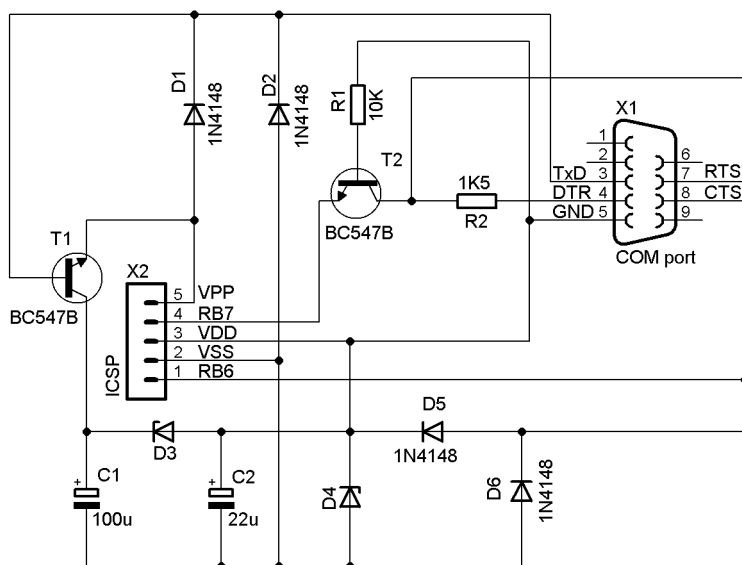 D1
1N4148
D2
1N4148
R1
10K
T2
BC547B
1K5
R2
X1
1
2
TxD 3
DTR 4
GND 5
6
7 RTS
8 CTS
9
COM port
T1
BC547B
X2
ICSP
5 VPP
4 RB7
3 VDD
2 VSS
1 RB6
D3
D5
1N4148
+ C1
100u
+ C2
22u
D4
D6
1N4148